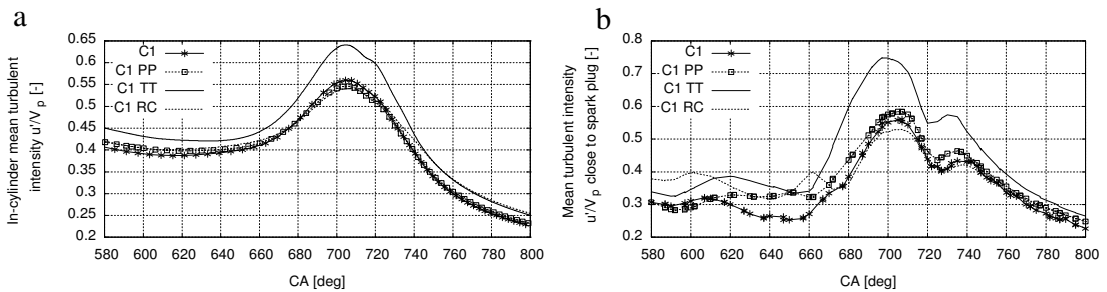 a
In-cylinder mean turbulent
intensity u'/Vp [-]
0.65
0.6
0.55
0.5
0.45
0.4
0.35
0.3
0.25
0.2
C1
C1 PP
C1 TT
C1 RC
580 600 620 640 660 680 700 720 740 760 780 800
CA [deg]
b
Mean turbulent intensity
u'/Vp close to spark plug [-]
0.8
0.7
0.6
0.5
0.4
0.3
0.2
C1
C1 PP
C1 TT
C1 RC
580 600 620 640 660 680 700 720 740 760 780 800
CA [deg]